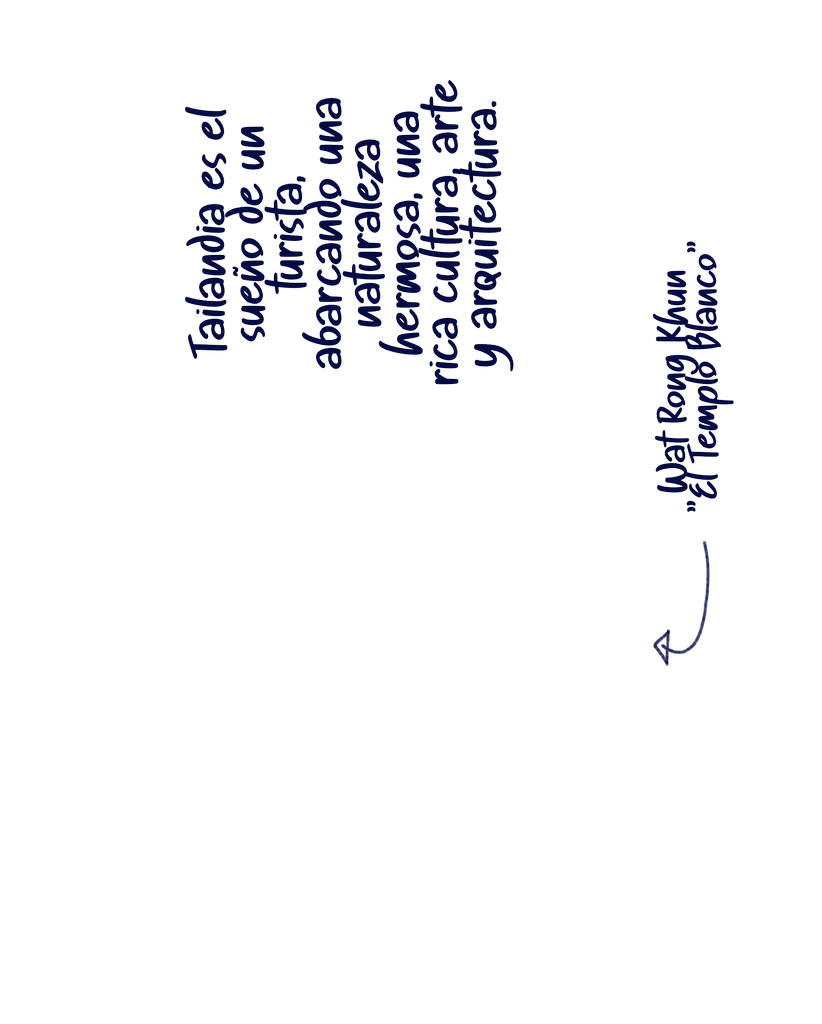 Tailandia es el
sueño de un
turista,
abarcando una
naturaleza
hermosa, una
rica cultura, arte
y arquitectura.
Wat Rong Khun
"El Templo Blanco"